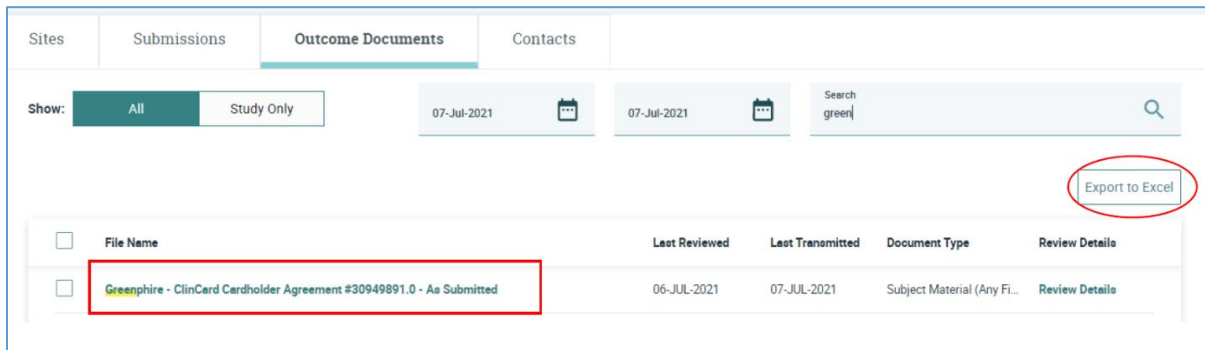 Sites Submissions Outcome Documents Contacts
Search
Show: All Study Only 07-Jul-2021 07-Jul-2021 green
Export to Excel
File Name Last Reviewed Last Transmitted Document Type Review Details
Greenphire - ClinCard Cardholder Agreement #30949891.0 - As Submitted 06-JUL-2021 07-JUL-2021 Subject Material (Any Fi... Review Details